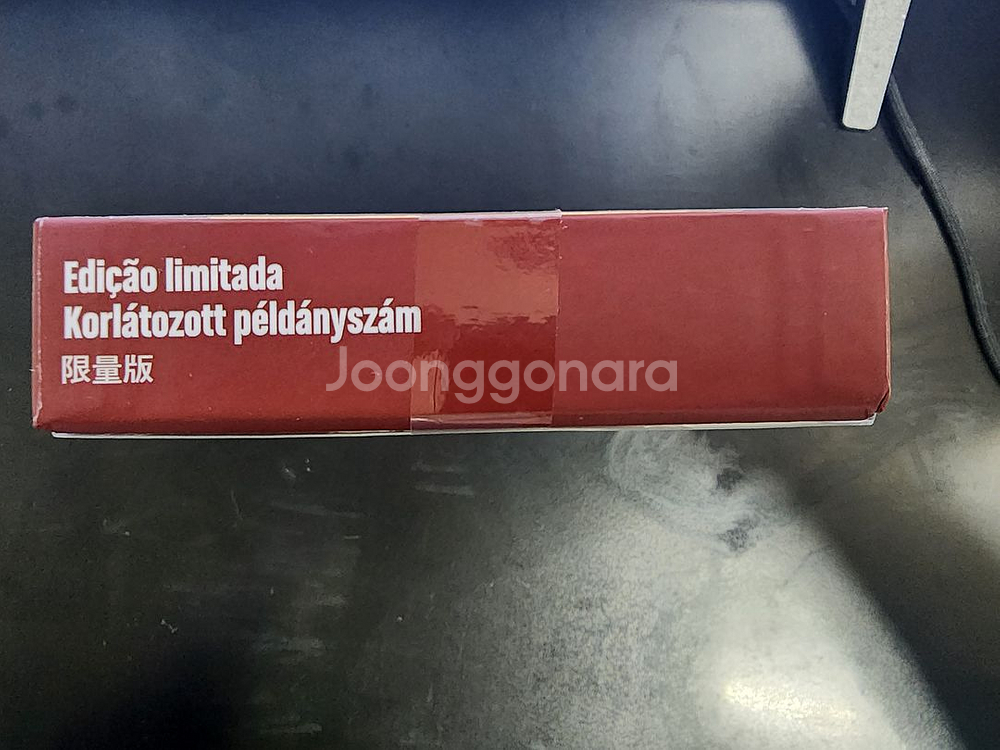 Edição limitada
Korlátozott példányszám
限量版
Joonggonara